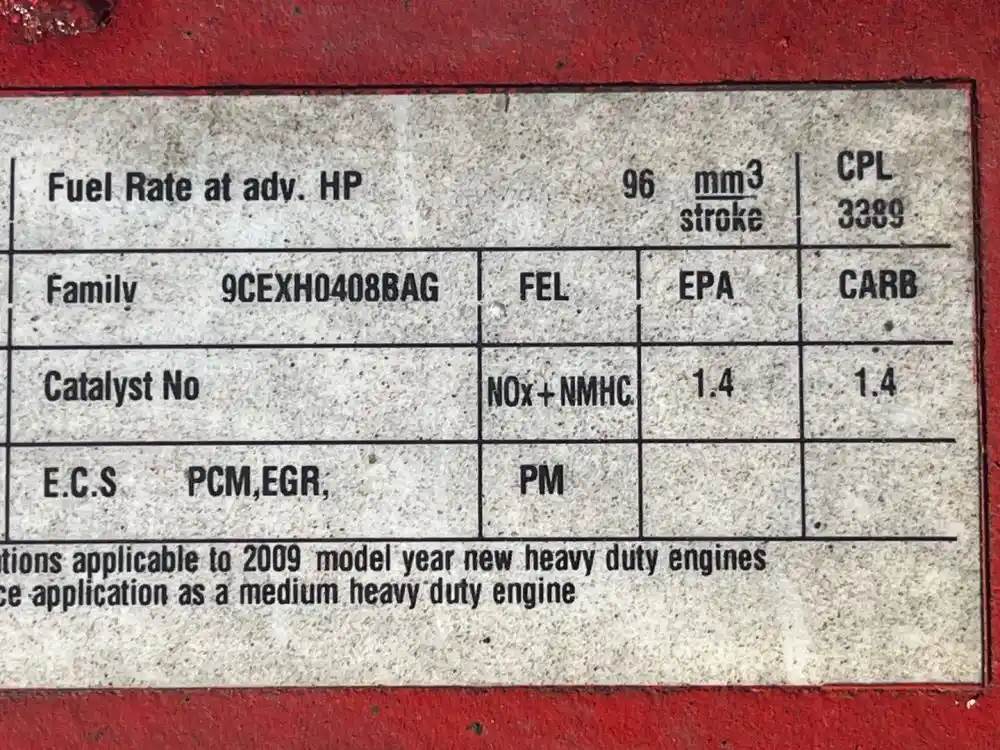 Fuel Rate at adv. HP 96 mm3 CPL
stroke 3389
Family 9CEXH0408BAG FEL EPA CARB
Catalyst No NOx+NMHC 1.4 1.4
E.C.S PCM,EGR; PM
applicable to 2009 model year new heavy duty engines
application as a medium heavy duty engine